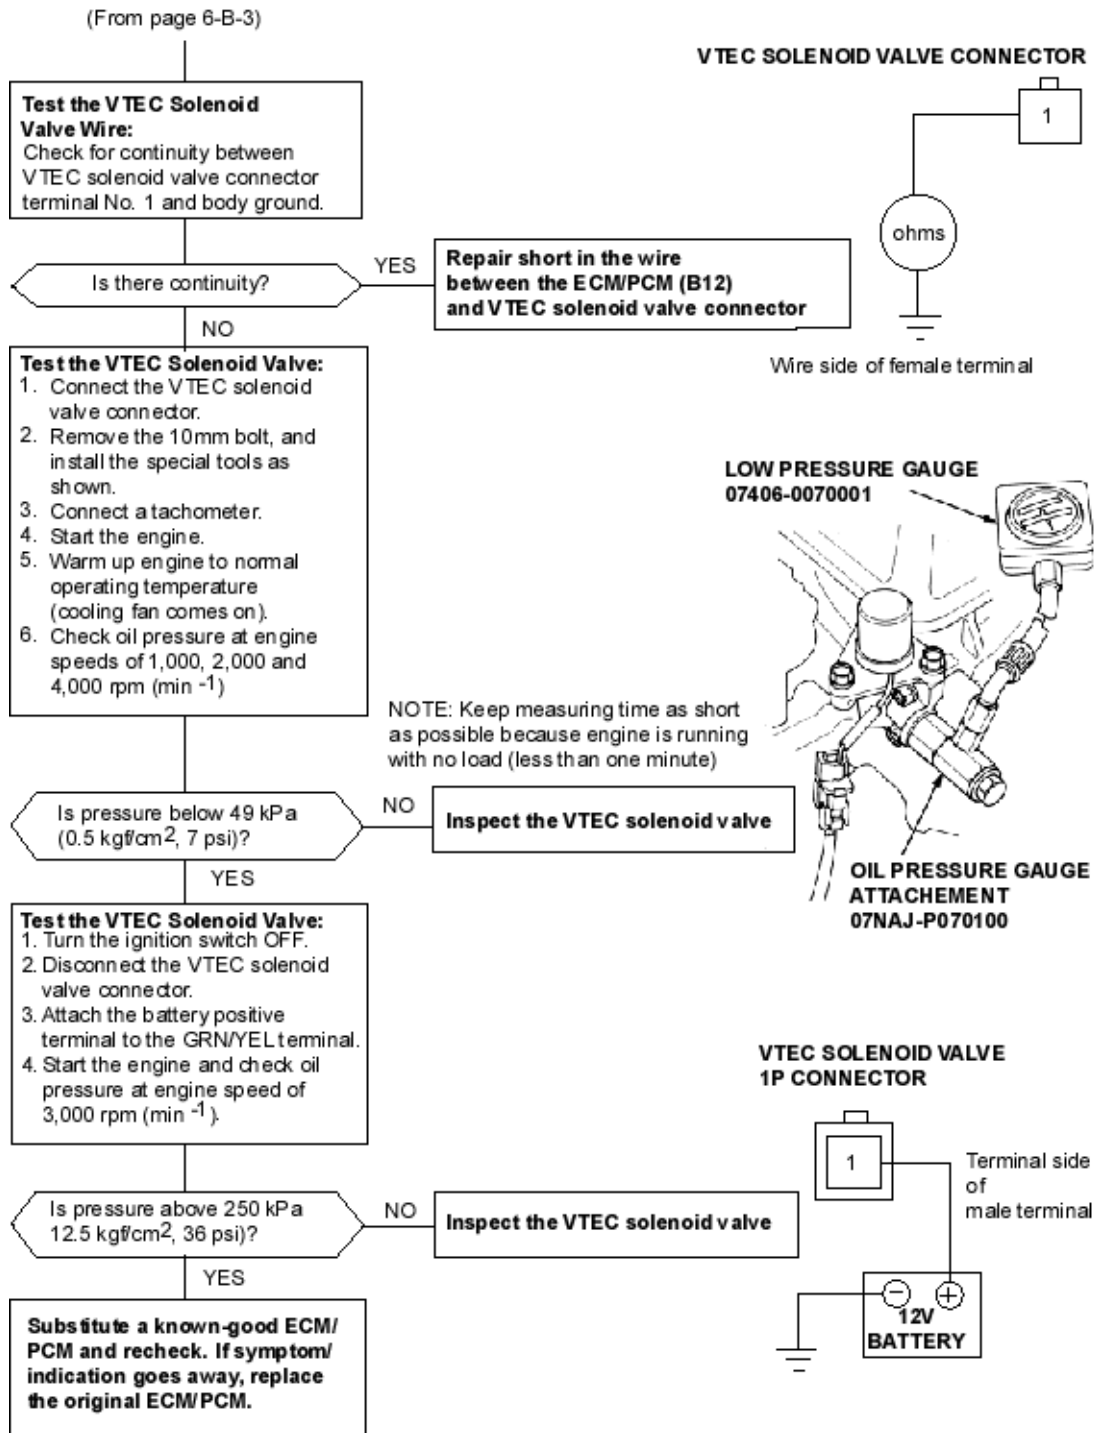 (From page 6-B-3)
VTEC SOLENOID VALVE CONNECTOR
1
ohms
Wire side of female terminal
Test the VTEC Solenoid
Valve Wire:
Check for continuity between
VTEC solenoid valve connector
terminal No. 1 and body ground.
Is there continuity?
YES
Repair short in the wire
between the ECM/PCM (B12)
and VTEC solenoid valve connector
NO
Test the VTEC Solenoid Valve:
1. Connect the VTEC solenoid
valve connector.
2. Remove the 10mm bolt, and
install the special tools as
shown.
3. Connect a tachometer.
4. Start the engine.
5. Warm up engine to normal
operating temperature
(cooling fan comes on).
6. Check oil pressure at engine
speeds of 1,000, 2,000 and
4,000 rpm (min -1)
LOW PRESSURE GAUGE
07406-0070001
NOTE: Keep measuring time as short
as possible because engine is running
with no load (less than one minute)
Is pressure below 49 kPa
(0.5 kgf/cm2, 7 psi)?
NO
Inspect the VTEC solenoid valve
OIL PRESSURE GAUGE
ATTACHEMENT
07NAJ-P070100
YES
Test the VTEC Solenoid Valve:
1. Turn the ignition switch OFF.
2. Disconnect the VTEC solenoid
valve connector.
3. Attach the battery positive
terminal to the GRN/YEL terminal.
4. Start the engine and check oil
pressure at engine speed of
3,000 rpm (min -1).
VTEC SOLENOID VALVE
1P CONNECTOR
1
Terminal side
of
male terminal
− +
12V
BATTERY
Is pressure above 250 kPa
12.5 kgf/cm2, 36 psi)?
NO
Inspect the VTEC solenoid valve
YES
Substitute a known-good ECM/
PCM and recheck. If symptom/
indication goes away, replace
the original ECM/PCM.